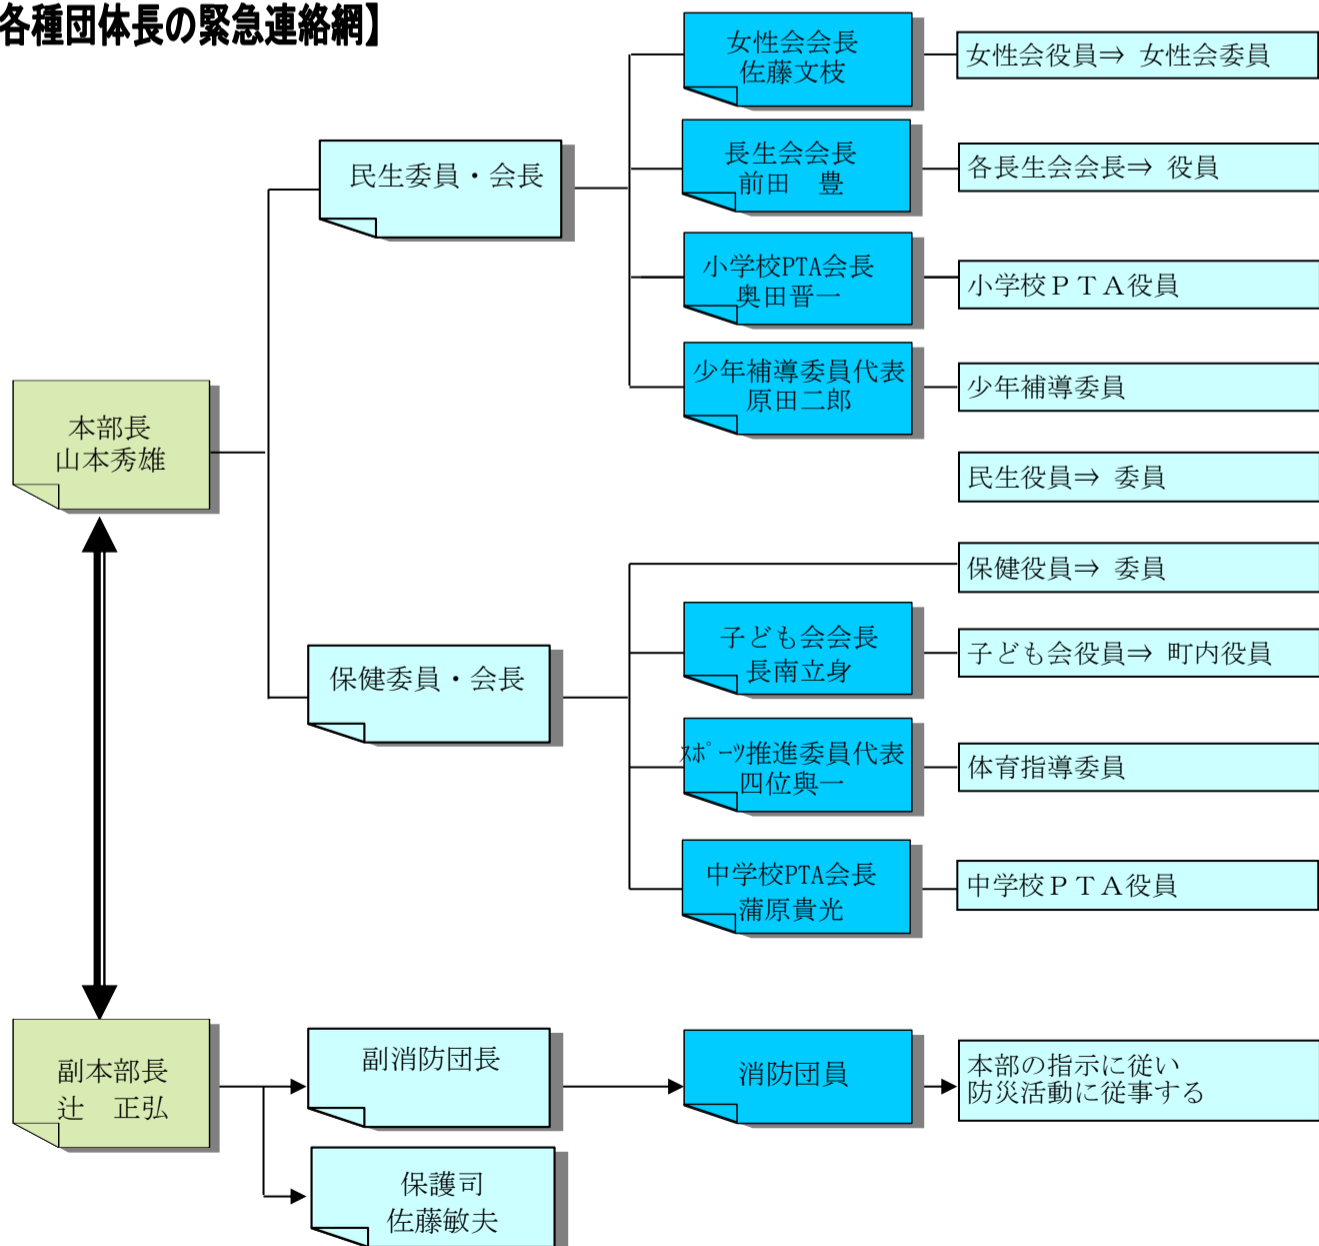 各種団体長の緊急連絡網】
女性会会長
佐藤文枝
女性会役員⇒ 女性会委員
民生委員・会長
長生会会長
前田　豊
各長生会会長⇒ 役員
小学校PTA会長
奥田晋一
小学校ＰＴＡ役員
少年補導委員代表
原田二郎
少年補導委員
本部長
山本秀雄
民生役員⇒ 委員
保健役員⇒ 委員
保健委員・会長
子ども会会長
長南立身
子ども会役員⇒ 町内役員
ｽﾎﾟｰﾂ推進委員代表
四位與一
体育指導委員
中学校PTA会長
蒲原貴光
中学校ＰＴＡ役員
副本部長
辻　正弘
副消防団長
消防団員
本部の指示に従い
防災活動に従事する
保護司
佐藤敏夫